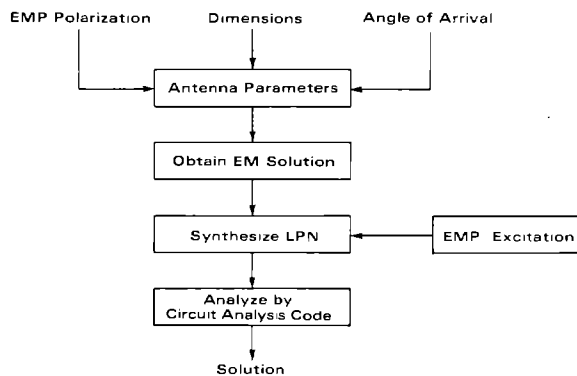 EMP Polarization
Dimensions
Angle of Arrival
Antenna Parameters
Obtain EM Solution
Synthesize LPN
EMP Excitation
Analyze by
Circuit Analysis Code
Solution